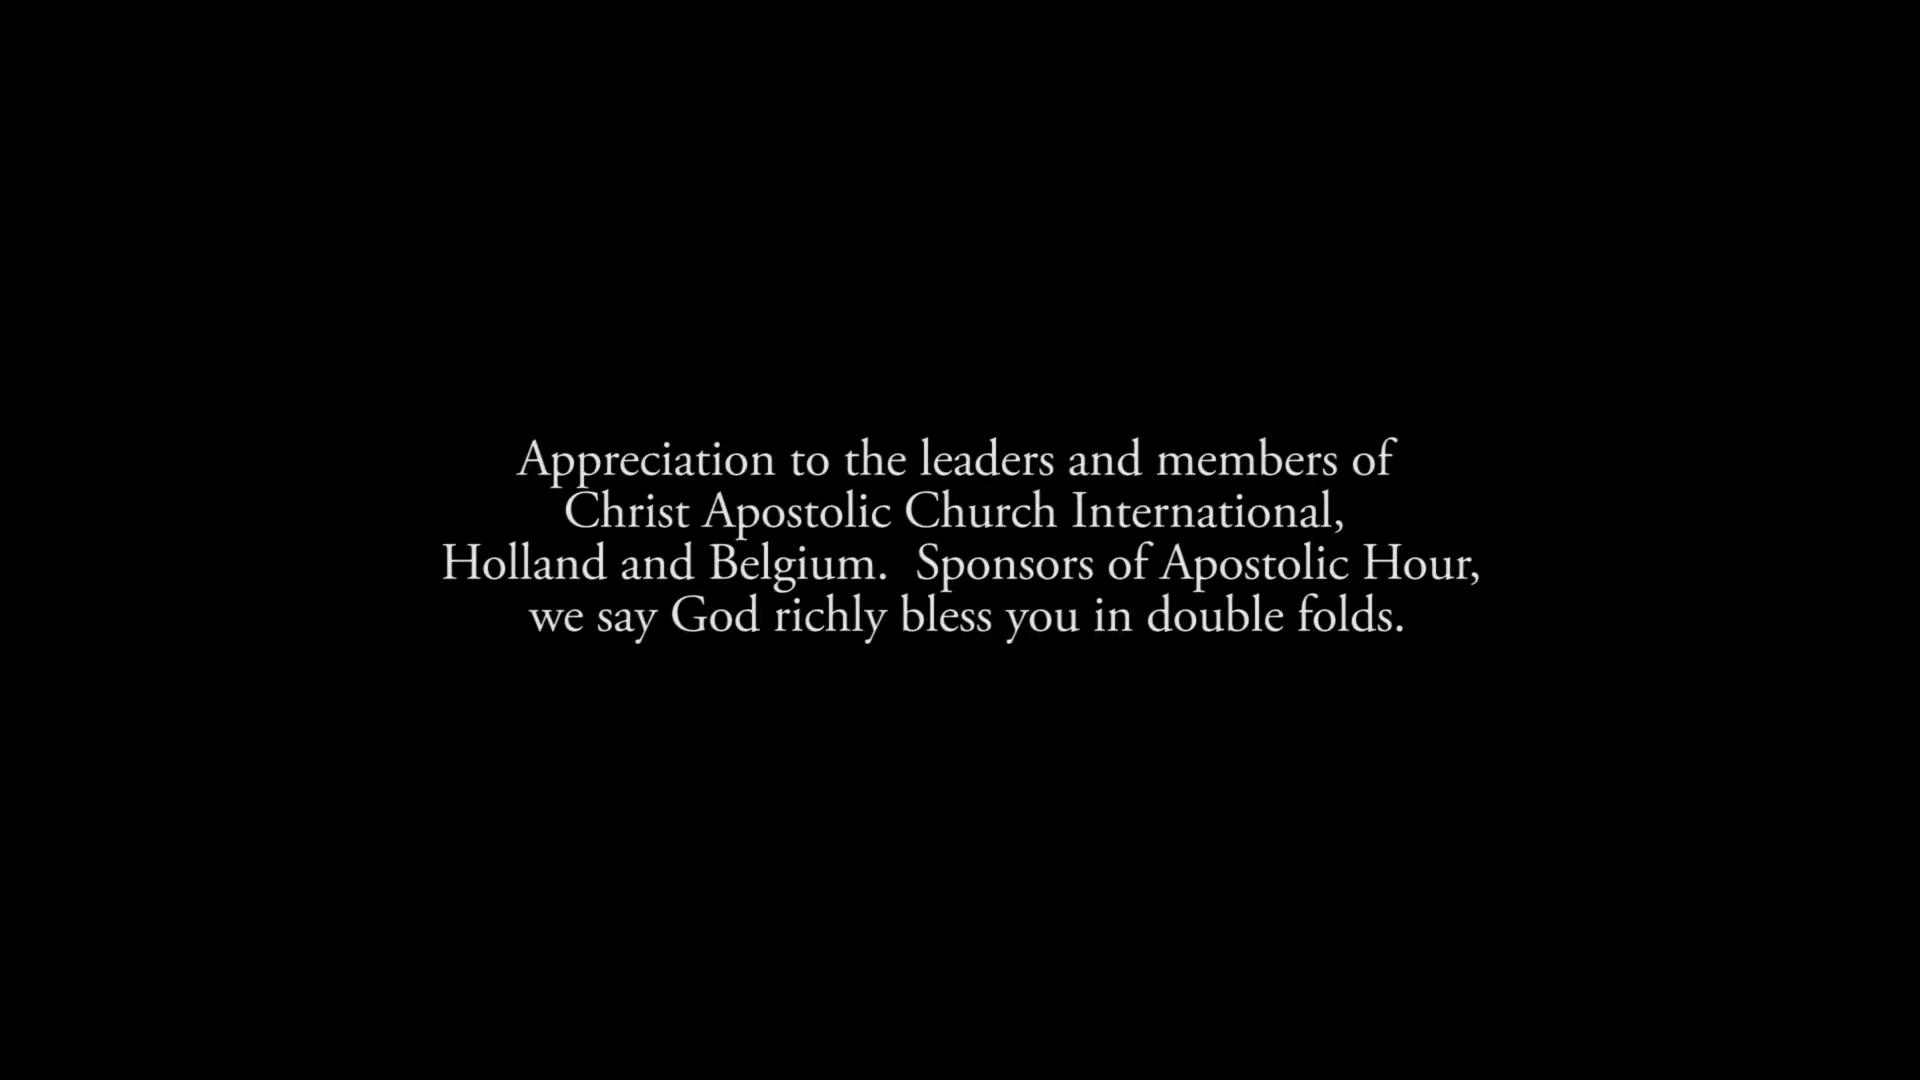 Appreciation to the leaders and members of
Christ Apostolic Church International,
Holland and Belgium.  Sponsors of Apostolic Hour,
we say God richly bless you in double folds.